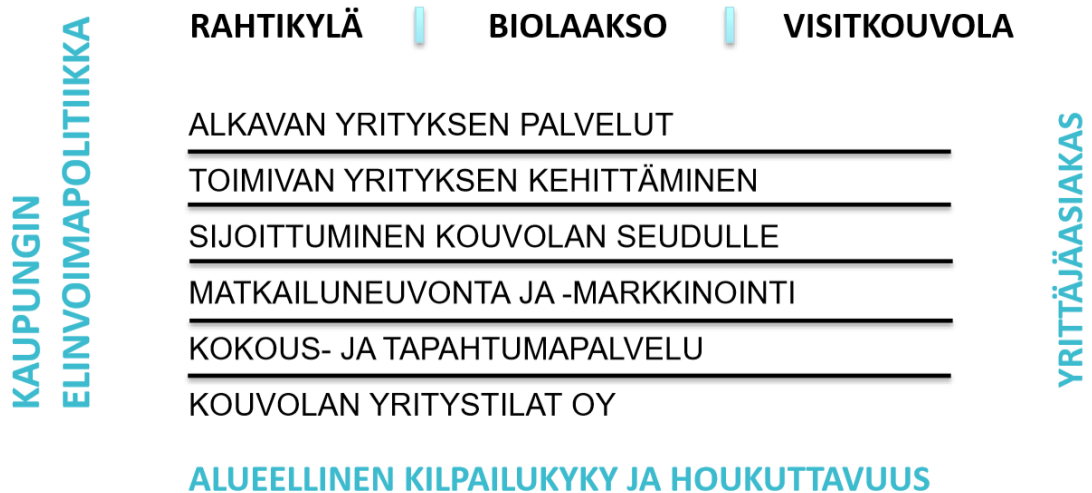 RAHTIKYLÄ BIOLAAKSO VISITKOUVOLA
KAUPUNGIN
ELINVOIMAPOLITIIKKA
ALKAVAN YRITYKSEN PALVELUT
TOIMIVAN YRITYKSEN KEHITTÄMINEN
SIJOITTUMINEN KOUVOLAN SEUDULLE
MATKAILUNEUVONTA JA -MARKKINOINTI
KOKOUS- JA TAPAHTUMAPALVELU
KOUVOLAN YRITYSTILAT OY
YRITTÄJÄASIAKAS
ALUEELLINEN KILPAILUKYKY JA HOUKUTTAVUUS